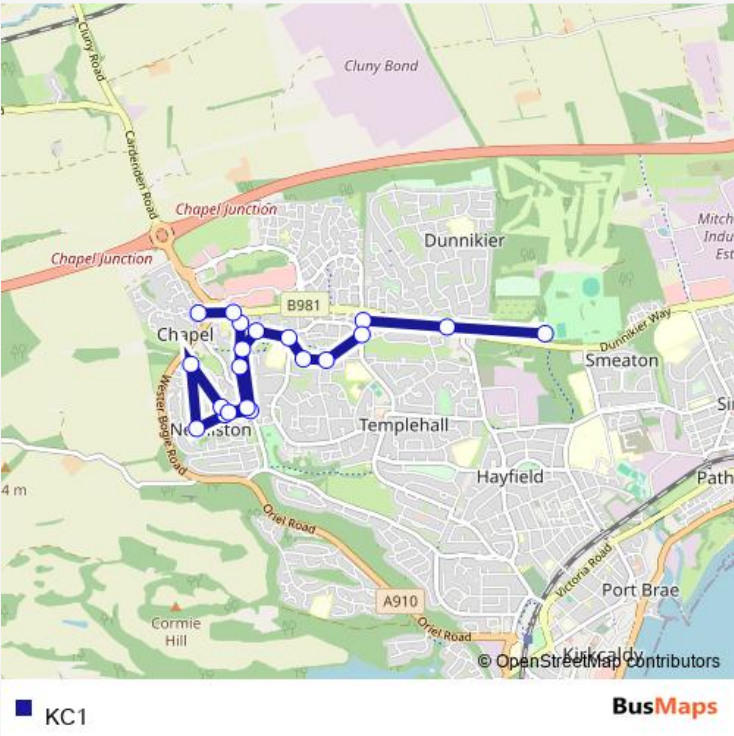 Cluny Road
Cluny Bond
Cardenden Road
Chapel Junction
Chapel Junction
Dunnikier
Mitch
Indu
Est
B981
Chapel
Dunnikier Way
Smeaton
Wester Bogie Road
Templehall
Hayfield
Path
4 m
Oriel Road
Victoria Road
Port Brae
A910
Cormie
Hill
Oriel Road
Kirkcaldy
© OpenStreetMap contributors
KC1
BusMaps